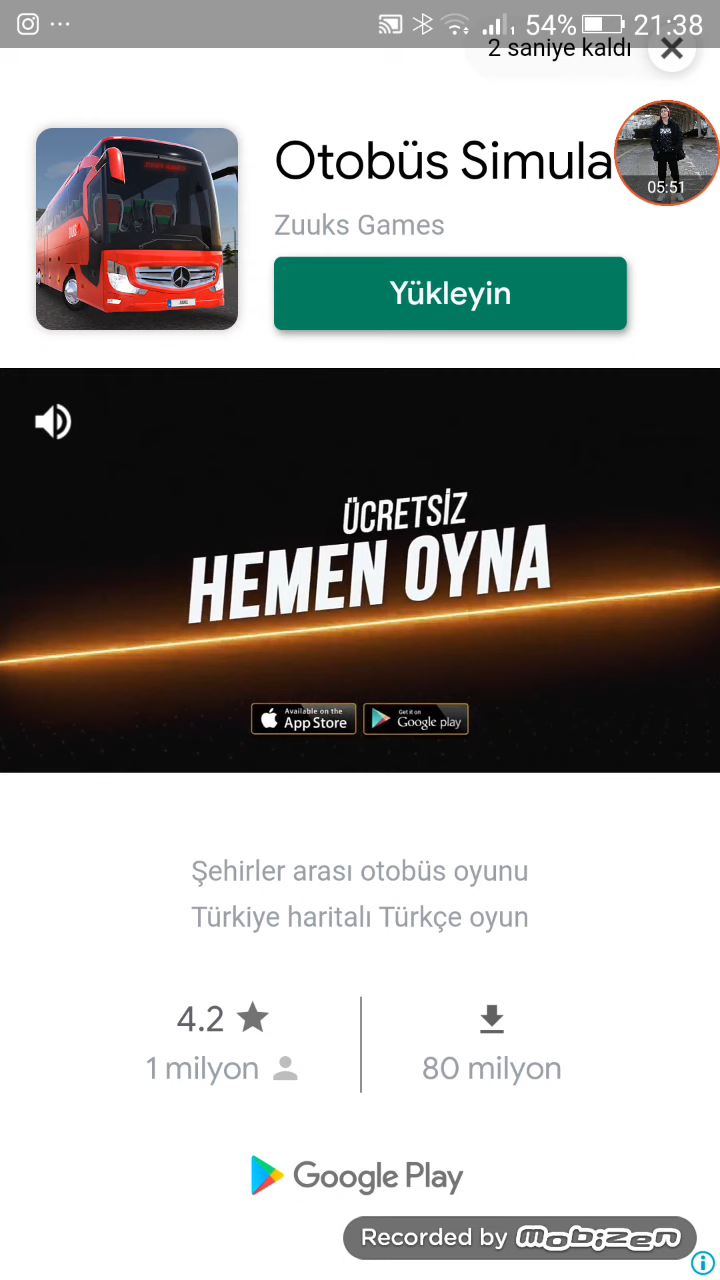 54% 21:38
2 saniye kaldı
Otobüs Simula
05:51
Zuuks Games
Yükleyin
ÜCRETSİZ
HEMEN OYNA
Available on the
App Store
Get it on
Google play
Şehirler arası otobüs oyunu
Türkiye haritalı Türkçe oyun
4.2
1 milyon
80 milyon
Google Play
Recorded by mobizen